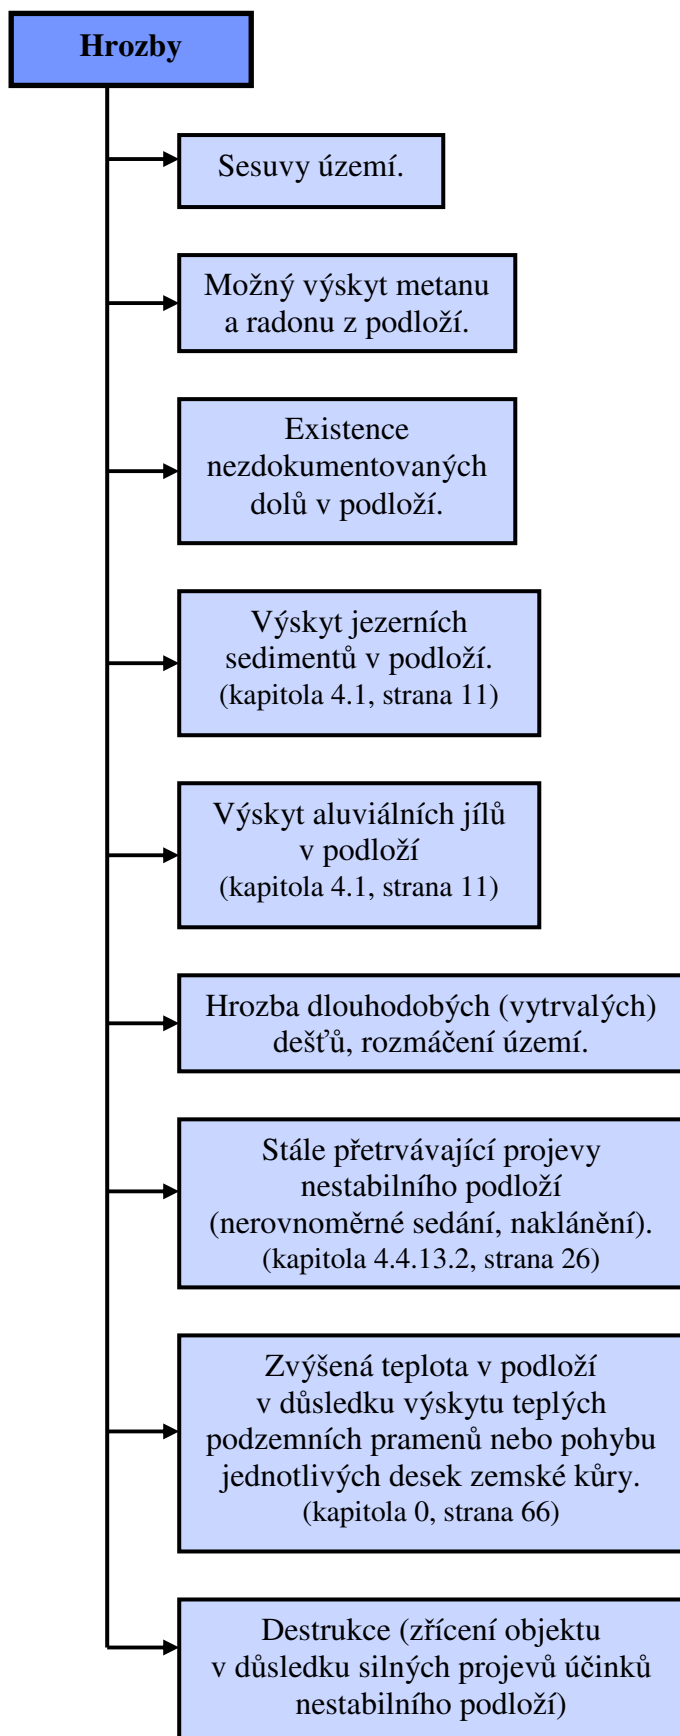 Hrozby
Sesuvy území.
Možný výskyt metanu
a radonu z podloží.
Existence
nezdokumentovaných
dolů v podloží.
Výskyt jezerních
sedimentů v podloží.
(kapitola 4.1, strana 11)
Výskyt aluviálních jílů
v podloží
(kapitola 4.1, strana 11)
Hrozba dlouhodobých (vytrvalých)
dešťů, rozmáčení území.
Stále přetrvávající projevy
nestabilního podloží
(nerovnoměrné sedání, naklánění).
(kapitola 4.4.13.2, strana 26)
Zvýšená teplota v podloží
v důsledku výskytu teplých
podzemních pramenů nebo pohybu
jednotlivých desek zemské kůry.
(kapitola 0, strana 66)
Destrukce (zřícení objektu
v důsledku silných projevů účinků
nestabilního podloží)